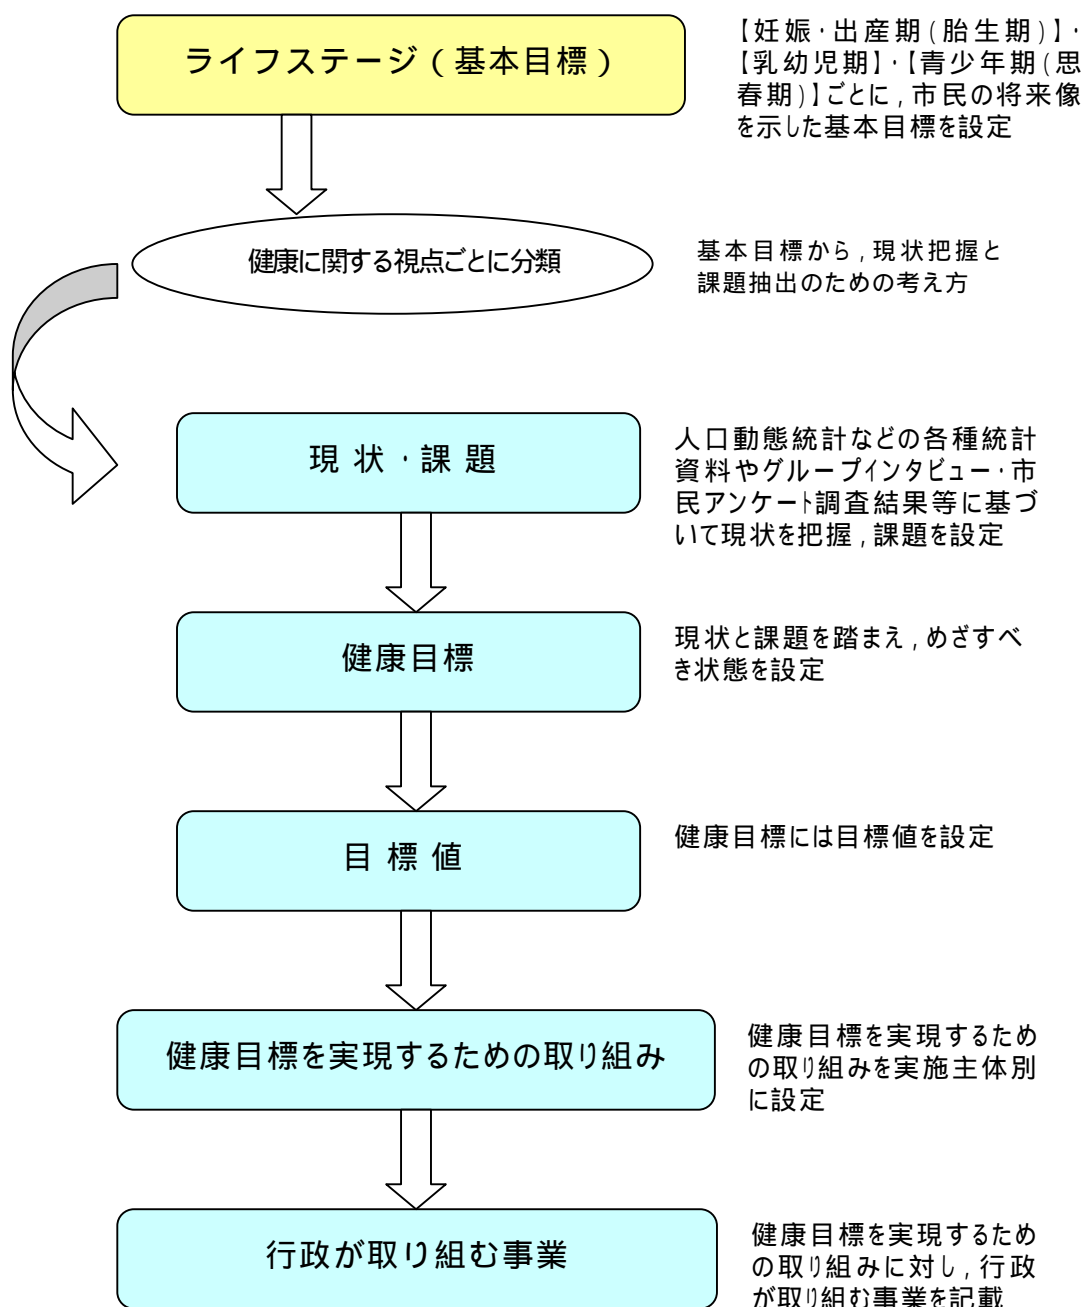 ライフステージ(基本目標)
【妊娠・出産期(胎生期)】・
【乳幼児期】・【青少年期(思
春期)】ごとに,市民の将来像
を示した基本目標を設定
健康に関する視点ごとに分類
基本目標から,現状把握と
課題抽出のための考え方
現 状 ・ 課 題
人口動態統計などの各種統計
資料やグループインタビュー・市
民アンケート調査結果等に基づ
いて現状を把握,課題を設定
健康目標
現状と課題を踏まえ,めざすべ
き状態を設定
目 標 値
健康目標には目標値を設定
健康目標を実現するための取り組み
健康目標を実現するため
の取り組みを実施主体別
に設定
行政が取り組む事業
健康目標を実現するため
の取り組みに対し,行政
が取り組む事業を記載